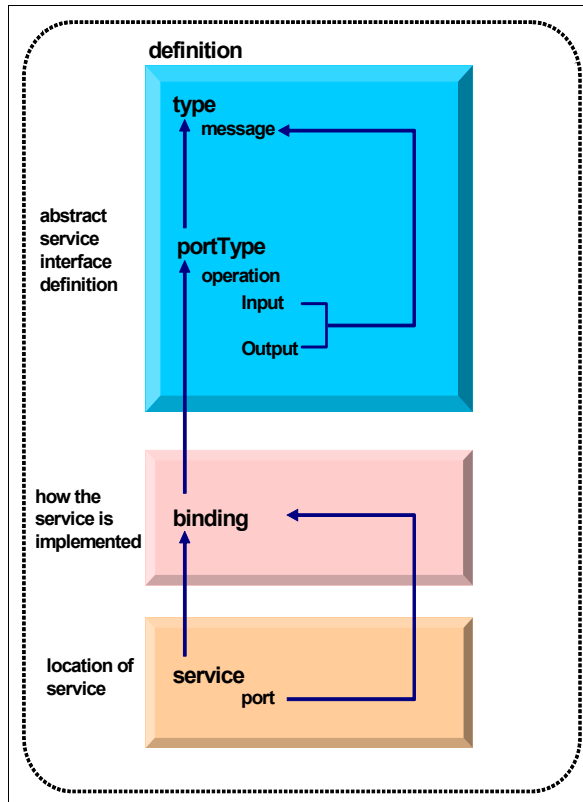 definition
type
message
abstract
service
interface
definition
portType
operation
Input
Output
how the
service is
implemented
binding
location of
service
service
port